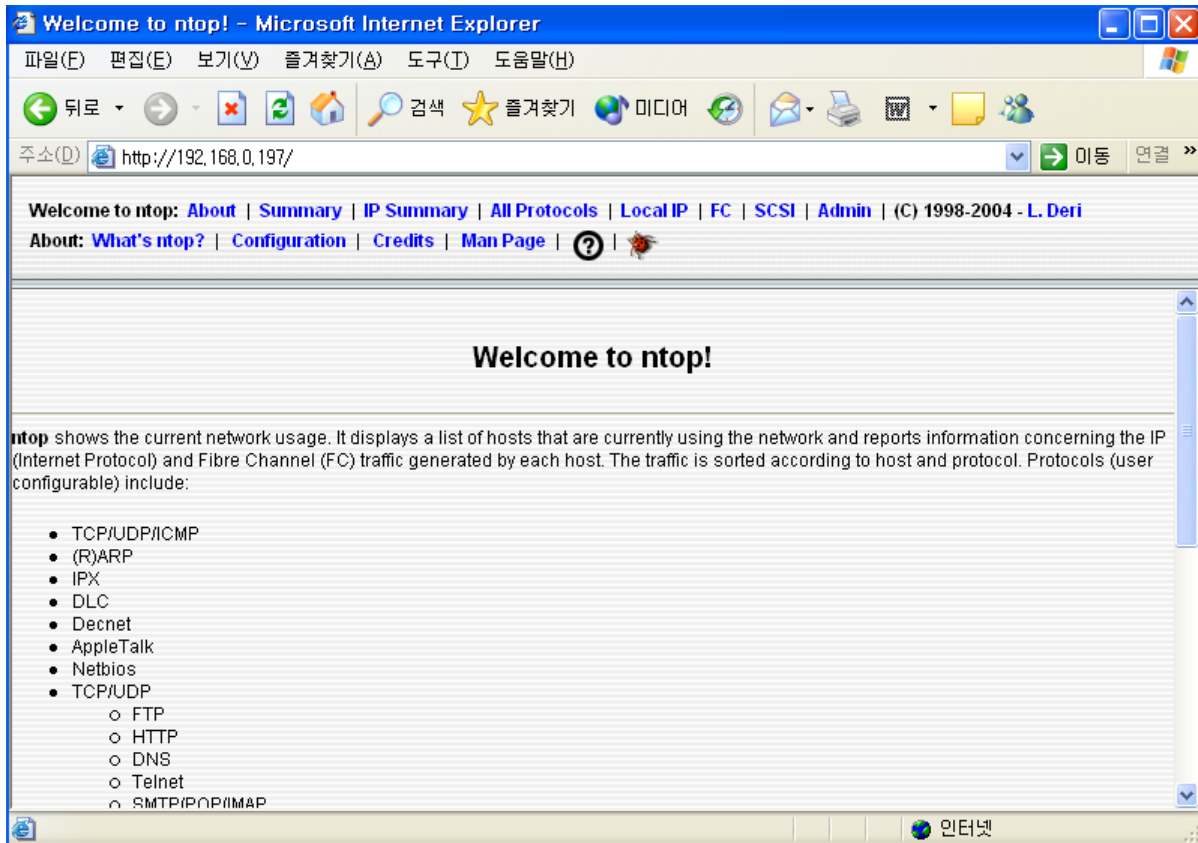 Welcome to ntop! - Microsoft Internet Explorer
파일(F) 편집(E) 보기(V) 즐겨찾기(A) 도구(T) 도움말(H)
뒤로 검색 즐겨찾기 미디어
주소(D) http://192,168,0,197/ 이동 연결 »
Welcome to ntop: About | Summary | IP Summary | All Protocols | Local IP | FC | SCSI | Admin | (C) 1998-2004 - L. Deri
About: What's ntop? | Configuration | Credits | Man Page | ? |
Welcome to ntop!
ntop shows the current network usage. It displays a list of hosts that are currently using the network and reports information concerning the IP
(Internet Protocol) and Fibre Channel (FC) traffic generated by each host. The traffic is sorted according to host and protocol. Protocols (user
configurable) include:
• TCP/UDP/ICMP
• (R)ARP
• IPX
• DLC
• Decnet
• AppleTalk
• Netbios
• TCP/UDP
○ FTP
○ HTTP
○ DNS
○ Telnet
○ SMTP/POP/IMAP
인터넷